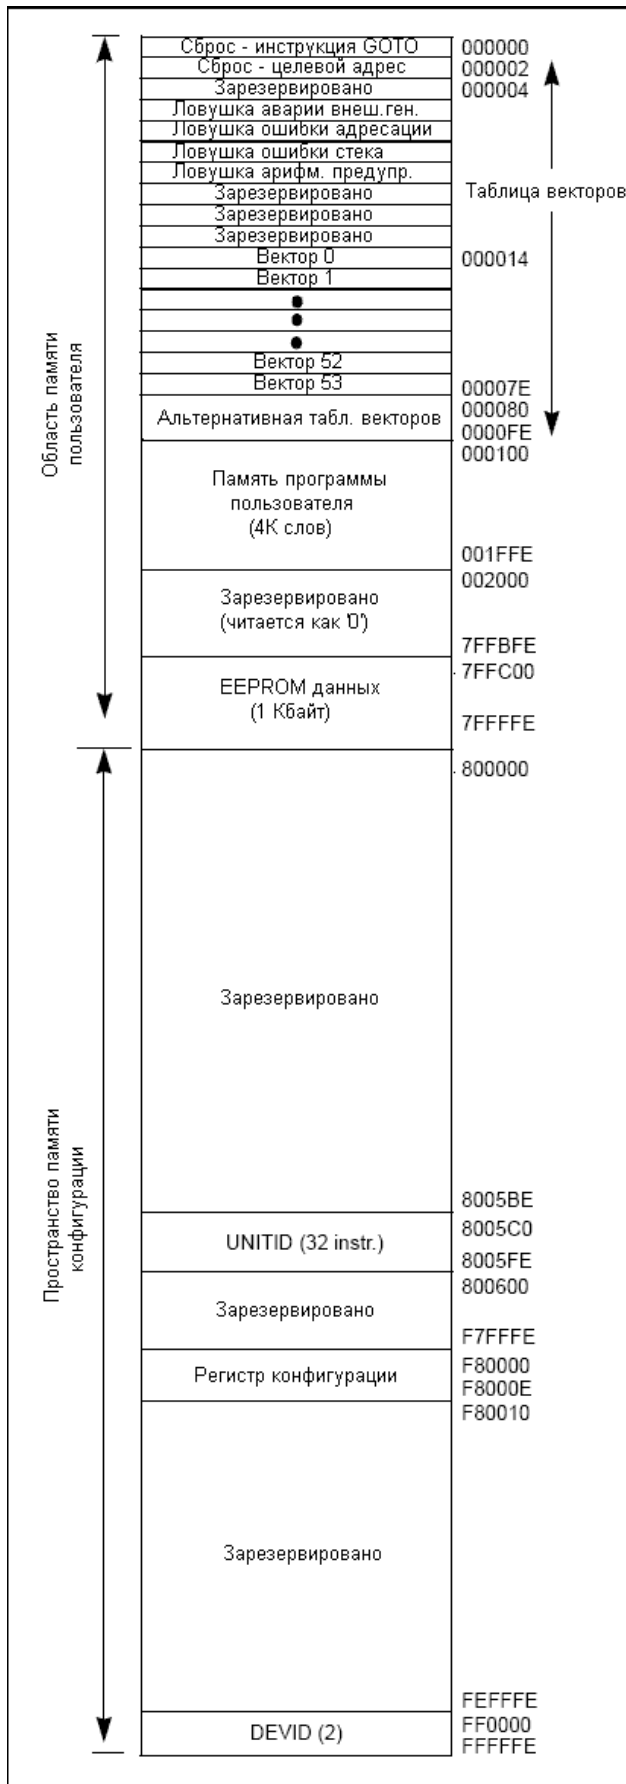 Сброс - инструкция GOTO 000000
Сброс - целевой адрес 000002
Зарезервировано 000004
Ловушка аварии внеш.ген.
Ловушка ошибки адресации
Ловушка ошибки стека
Ловушка арифм. предупр.
Зарезервировано
Таблица векторов
Зарезервировано
Зарезервировано
Вектор 0 000014
Вектор 1
Вектор 52
Вектор 53 00007E
000080
Альтернативная табл. векторов
0000FE
000100
Область памяти
пользователя
Память программы
пользователя
(4К слов)
001FFE
002000
Зарезервировано
(читается как '0')
7FFBFE
7FFC00
EEPROM данных
(1 Кбайт)
7FFFFE
800000
Зарезервировано
Пространство памяти
конфигурации
8005BE
8005C0
UNITID (32 instr.)
8005FE
800600
Зарезервировано
F7FFFE
F80000
Регистр конфигурации
F8000E
F80010
Зарезервировано
FEFFFE
FF0000
DEVID (2)
FFFFFE